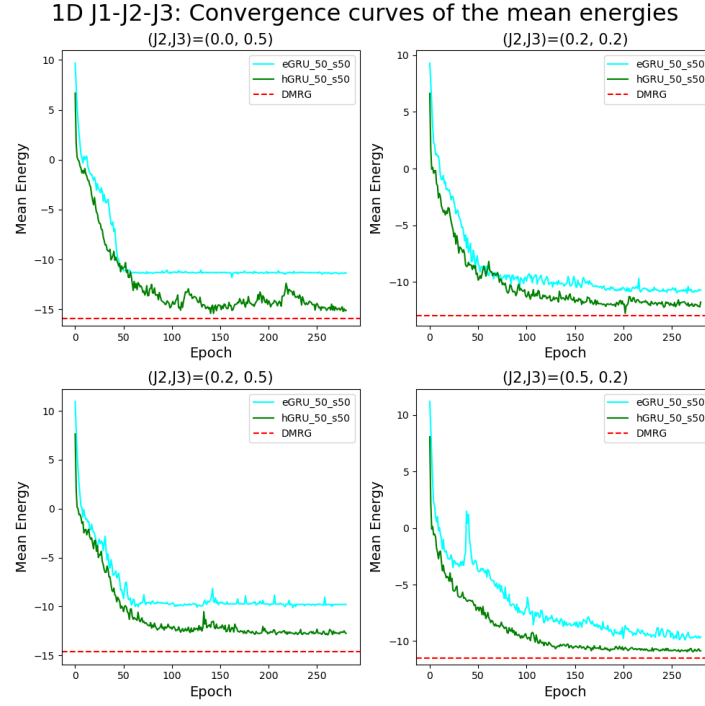 1D J1-J2-J3: Convergence curves of the mean energies
(J2,J3)=(0.0, 0.5)
10
5
0
−5
−10
−15
Mean Energy
0 50 100 150 200 250
Epoch
eGRU_50_s50
hGRU_50_s50
DMRG
(J2,J3)=(0.2, 0.2)
10
5
0
−5
−10
Mean Energy
0 50 100 150 200 250
Epoch
eGRU_50_s50
hGRU_50_s50
DMRG
(J2,J3)=(0.2, 0.5)
10
5
0
−5
−10
−15
Mean Energy
0 50 100 150 200 250
Epoch
eGRU_50_s50
hGRU_50_s50
DMRG
(J2,J3)=(0.5, 0.2)
10
5
0
−5
−10
Mean Energy
0 50 100 150 200 250
Epoch
eGRU_50_s50
hGRU_50_s50
DMRG